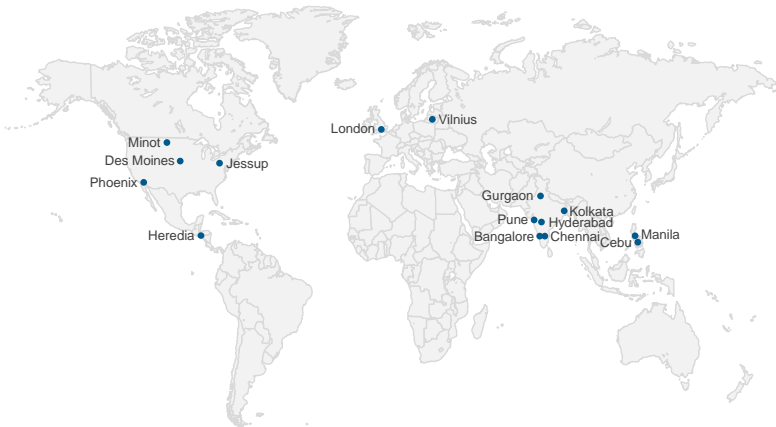 London
Vilnius
Minot
Des Moines
Jessup
Phoenix
Gurgaon
Kolkata
Pune
Hyderabad
Heredia
Bangalore
Chennai
Manila
Cebu